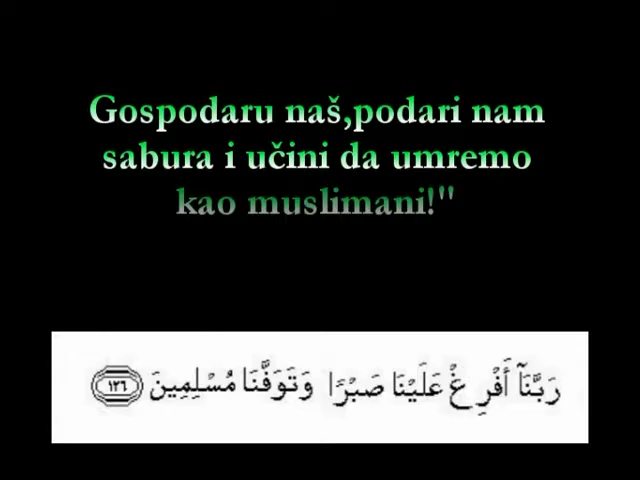 Gospodaru naš,podari nam
sabura i učini da umremo
kao muslimani!"
رَبَّنَآ أَفْرِغْ عَلَيْنَا صَبْرًا وَتَوَفَّنَا مُسْلِمِينَ ١٢٦